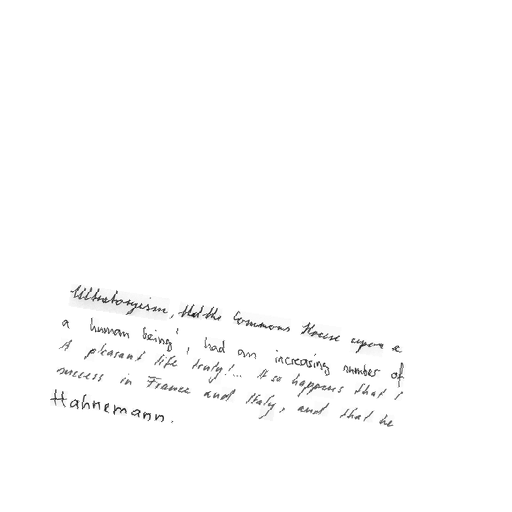 Ultratoryism, that the Commons House upon a
a human being', had an increasing number of
A pleasant life truly!... It so happens that I
success in France and Italy, and that he
Hahnemann.